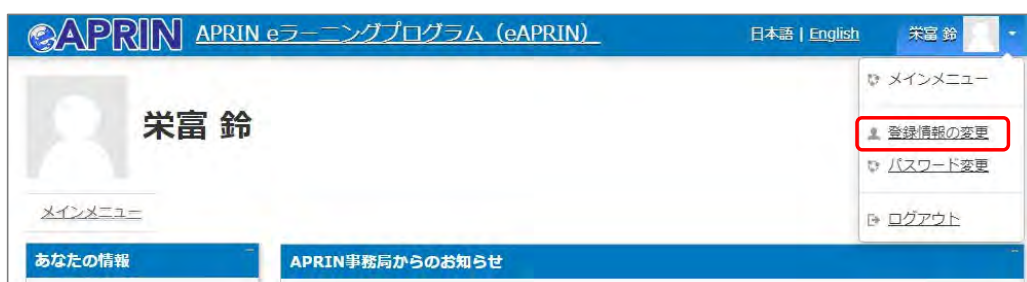 APRIN APRIN eラーニングプログラム（eAPRIN） 日本語 | English 栄富 鈴
メインメニュー
栄富 鈴
登録情報の変更
パスワード変更
メインメニュー
ログアウト
あなたの情報 APRIN事務局からのお知らせ